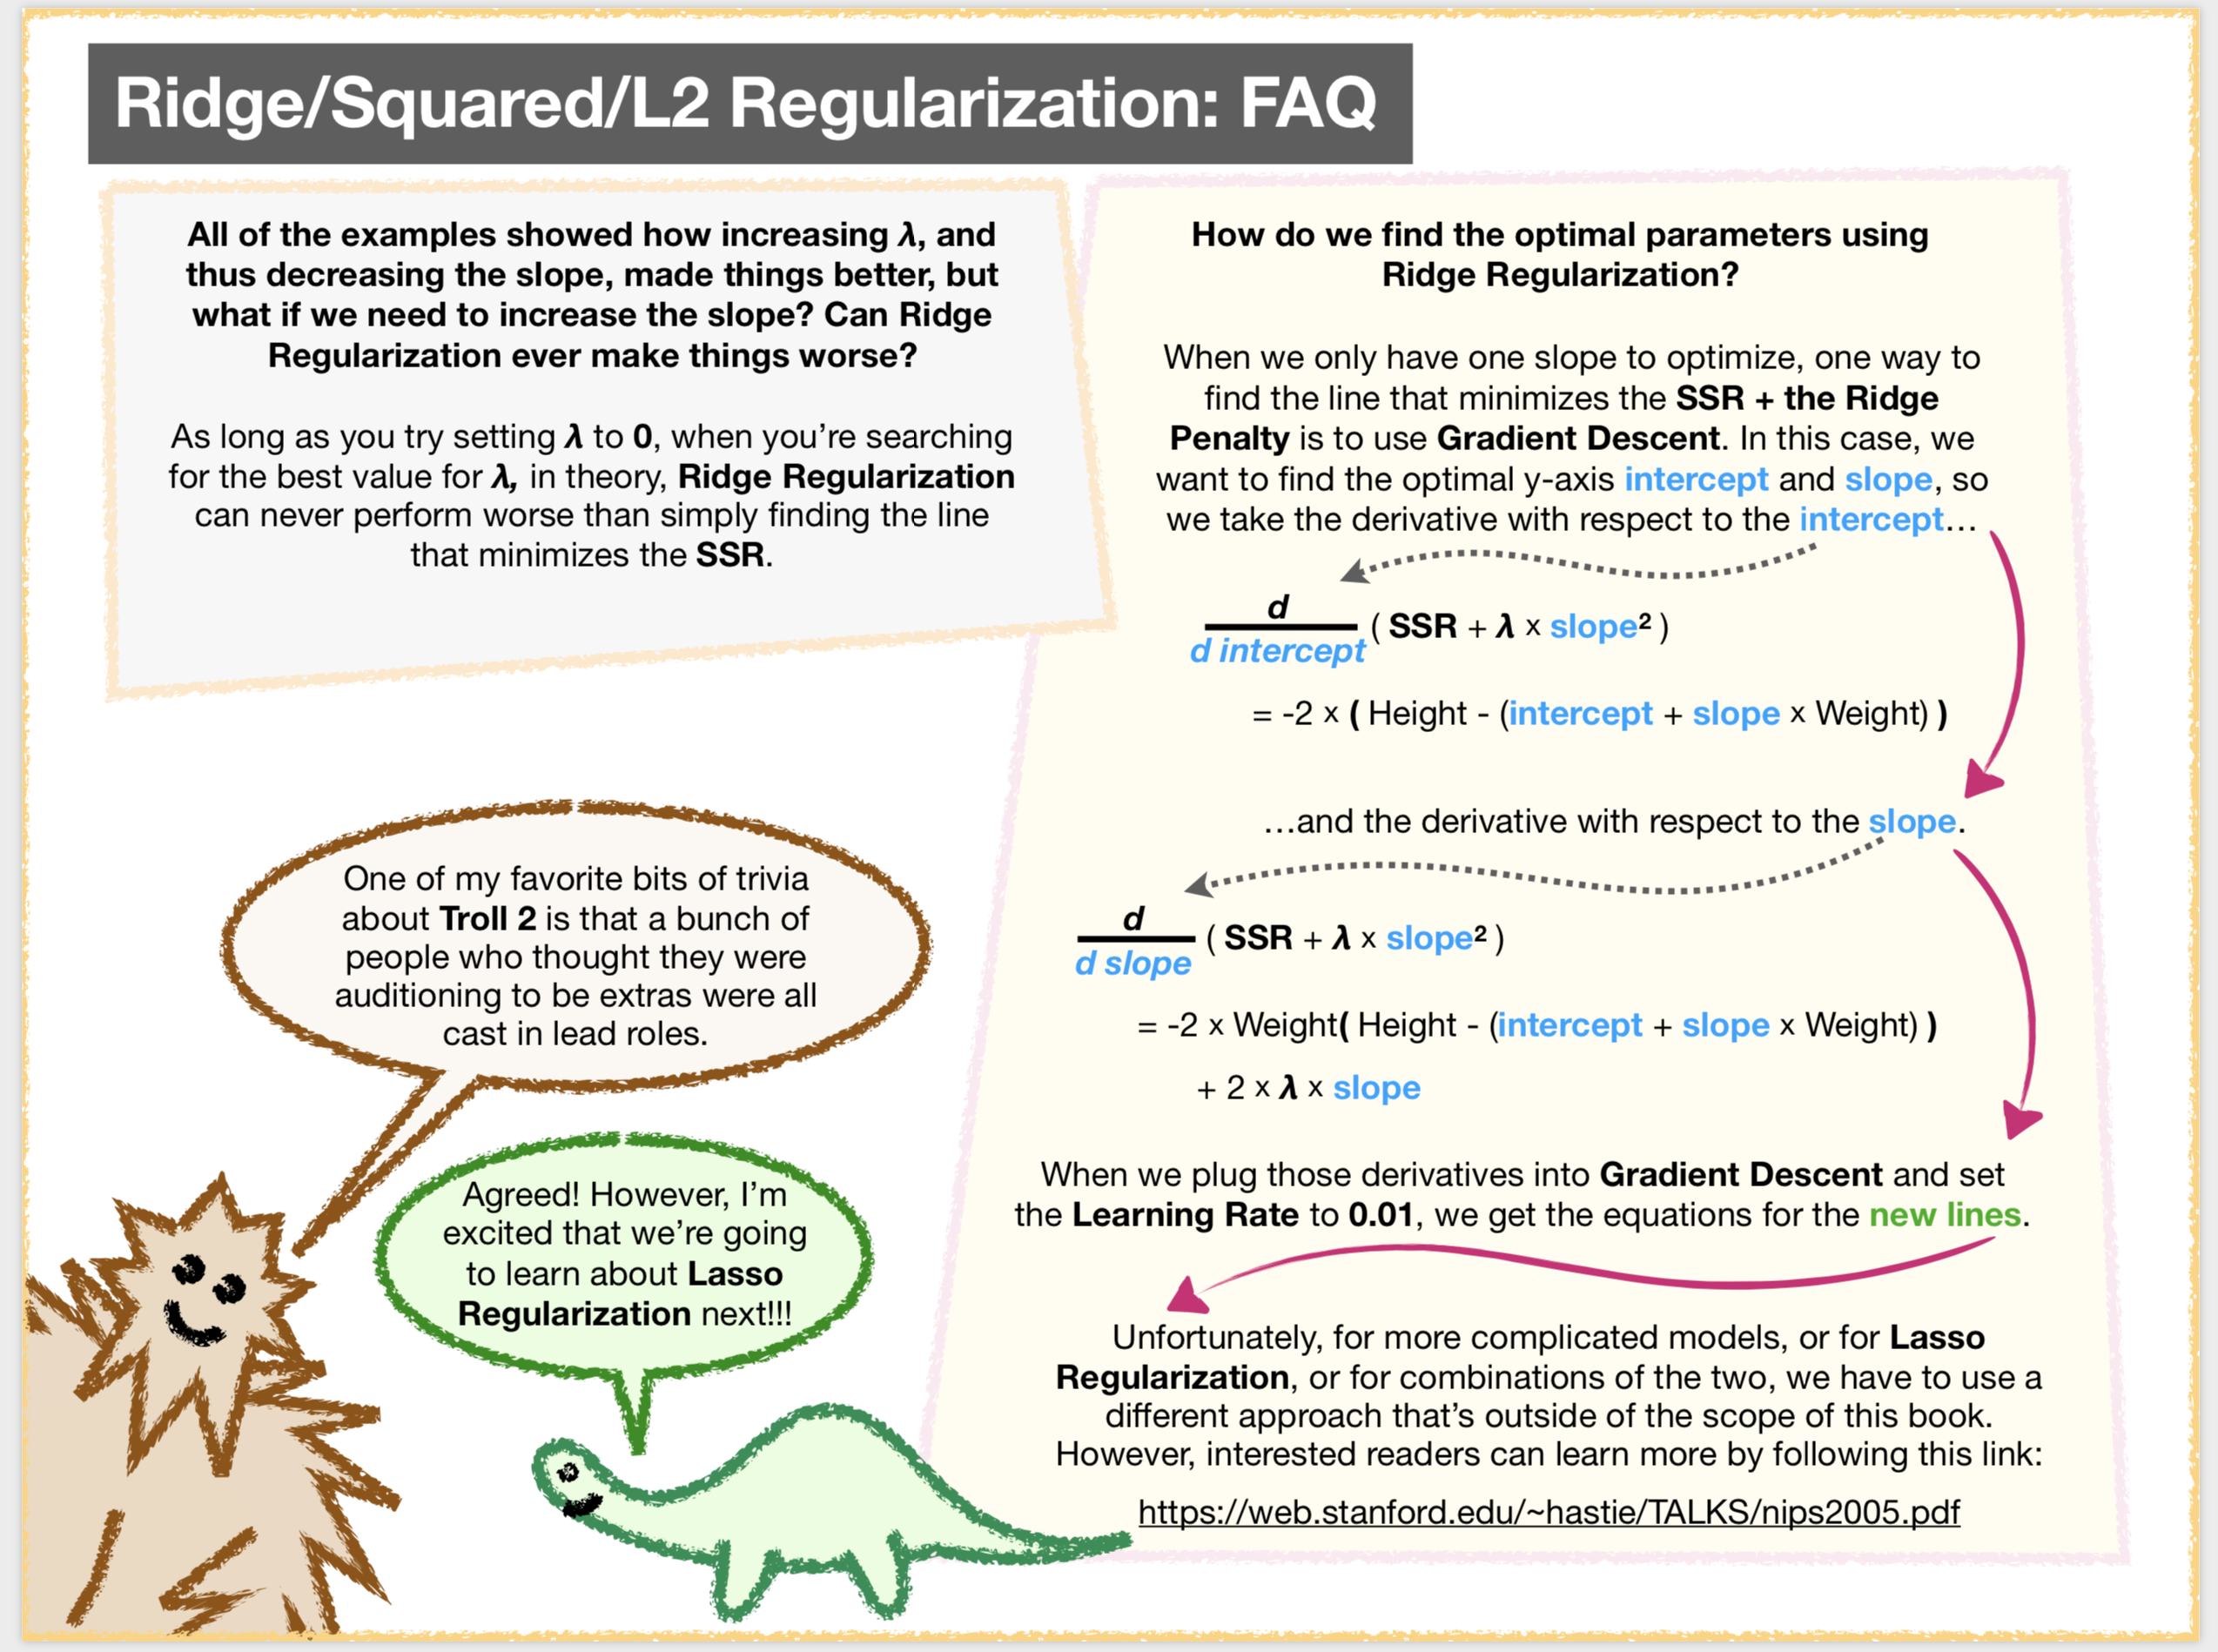 Ridge/Squared/L2 Regularization: FAQ
All of the examples showed how increasing λ, and
thus decreasing the slope, made things better, but
what if we need to increase the slope? Can Ridge
Regularization ever make things worse?
As long as you try setting λ to 0, when you’re searching
for the best value for λ, in theory, Ridge Regularization
can never perform worse than simply finding the line
that minimizes the SSR.
How do we find the optimal parameters using
Ridge Regularization?
When we only have one slope to optimize, one way to
find the line that minimizes the SSR + the Ridge
Penalty is to use Gradient Descent. In this case, we
want to find the optimal y-axis intercept and slope, so
we take the derivative with respect to the intercept…
d
d intercept
( SSR + λ x slope² )
= -2 x ( Height - (intercept + slope x Weight) )
…and the derivative with respect to the slope.
d
d slope
( SSR + λ x slope² )
= -2 x Weight( Height - (intercept + slope x Weight) )
+ 2 x λ x slope
When we plug those derivatives into Gradient Descent and set
the Learning Rate to 0.01, we get the equations for the new lines.
Unfortunately, for more complicated models, or for Lasso
Regularization, or for combinations of the two, we have to use a
different approach that’s outside of the scope of this book.
However, interested readers can learn more by following this link:
https://web.stanford.edu/~hastie/TALKS/nips2005.pdf
One of my favorite bits of trivia
about Troll 2 is that a bunch of
people who thought they were
auditioning to be extras were all
cast in lead roles.
Agreed! However, I’m
excited that we’re going
to learn about Lasso
Regularization next!!!